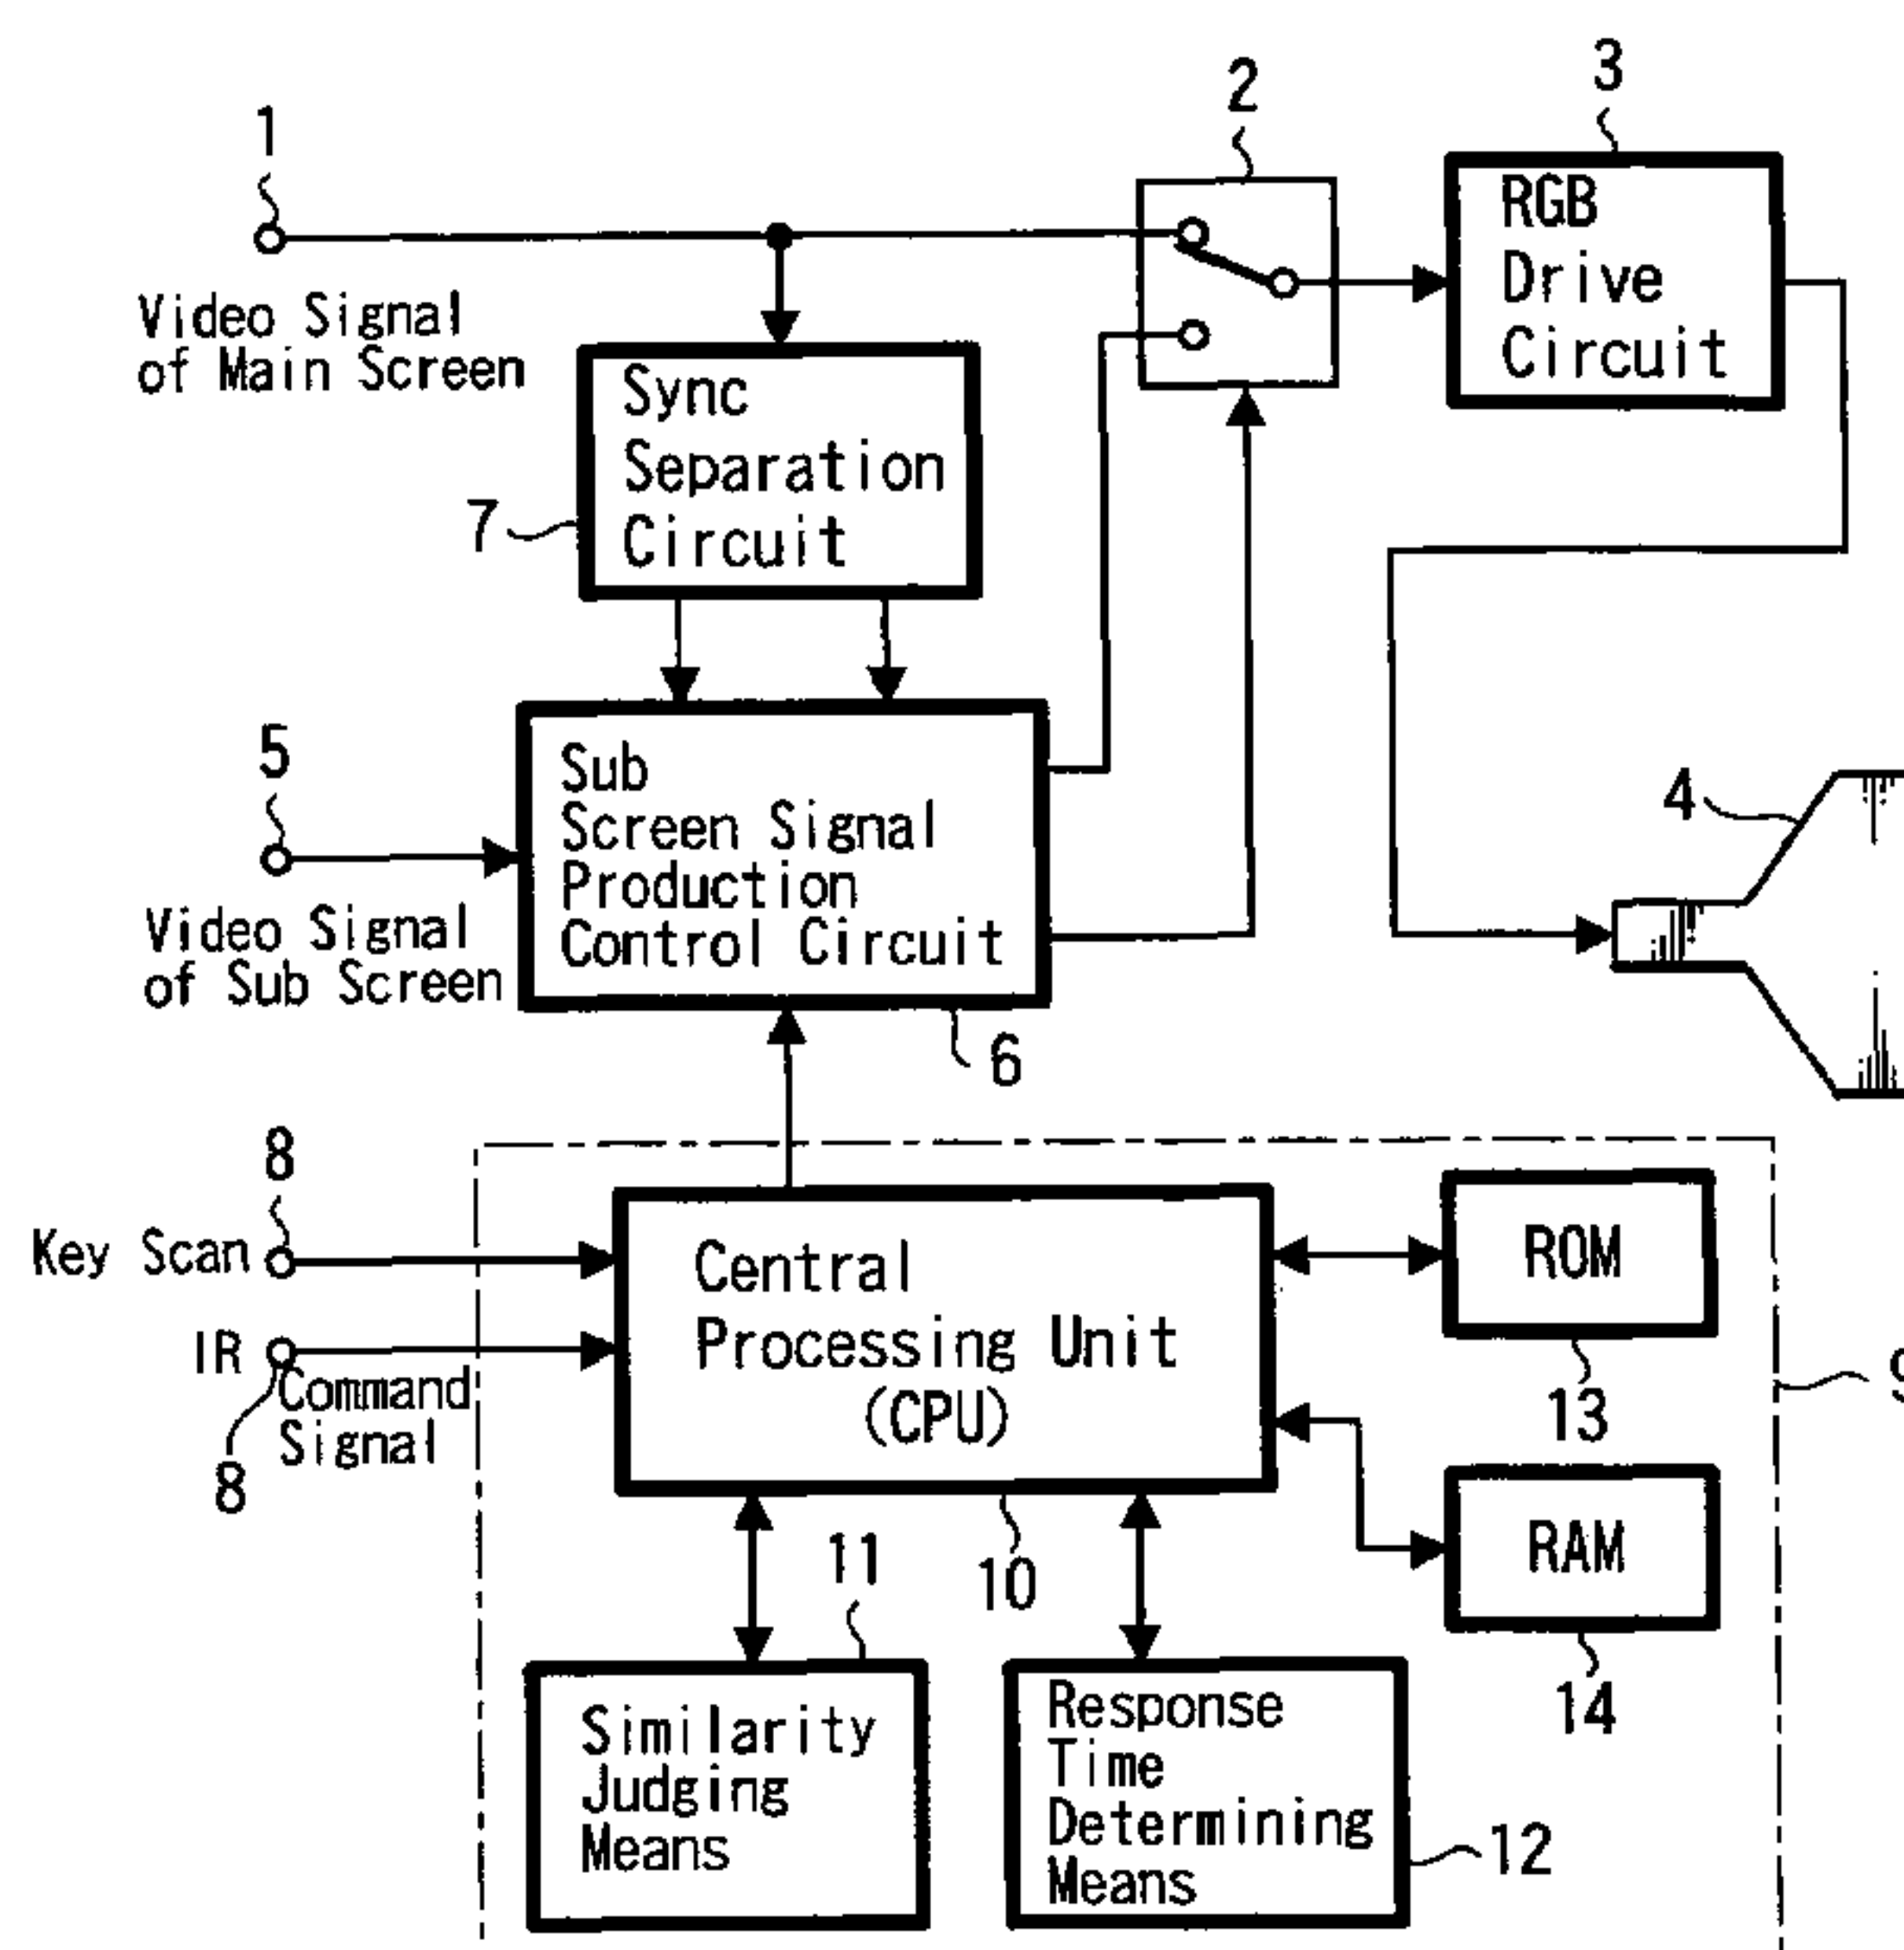 1
2
3
Video Signal
of Main Screen
RGB
Drive
Circuit
Sync
Separation
Circuit
7
5
Video Signal
of Sub Screen
Sub
Screen Signal
Production
Control Circuit
6
4
8
Key Scan
IR
Command
Signal
8
Central
Processing Unit
(CPU)
10
ROM
13
9
RAM
14
11
Similarity
Judging
Means
Response
Time
Determining
Means
12